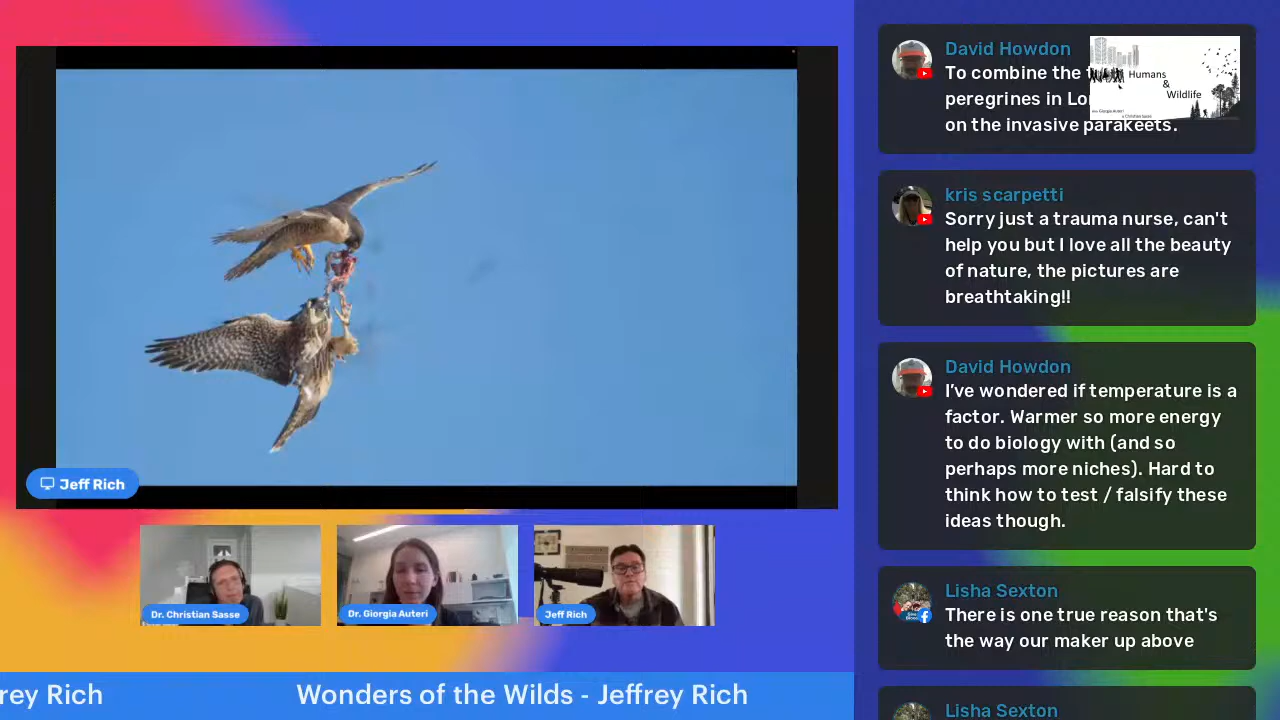 David Howdon
To combine the
peregrines in
on the invasive parakeets.
Humans
&
Wildlife
kris scarpetti
Sorry just a trauma nurse, can't
help you but I love all the beauty
of nature, the pictures are
breathtaking!!
David Howdon
I've wondered if temperature is a
factor. Warmer so more energy
to do biology with (and so
perhaps more niches). Hard to
think how to test / falsify these
ideas though.
Lisha Sexton
There is one true reason that's
the way our maker up above
Lisha Sexton
Jeff Rich
Dr. Christian Sasse
Dr. Giorgia Auteri
Jeff Rich
rey Rich
Wonders of the Wilds - Jeffrey Rich